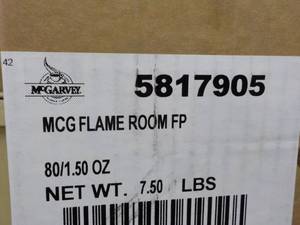 42
McGARVEY
5817905
MCG FLAME ROOM FP
80/1.50 OZ
NET WT. 7.50 LBS